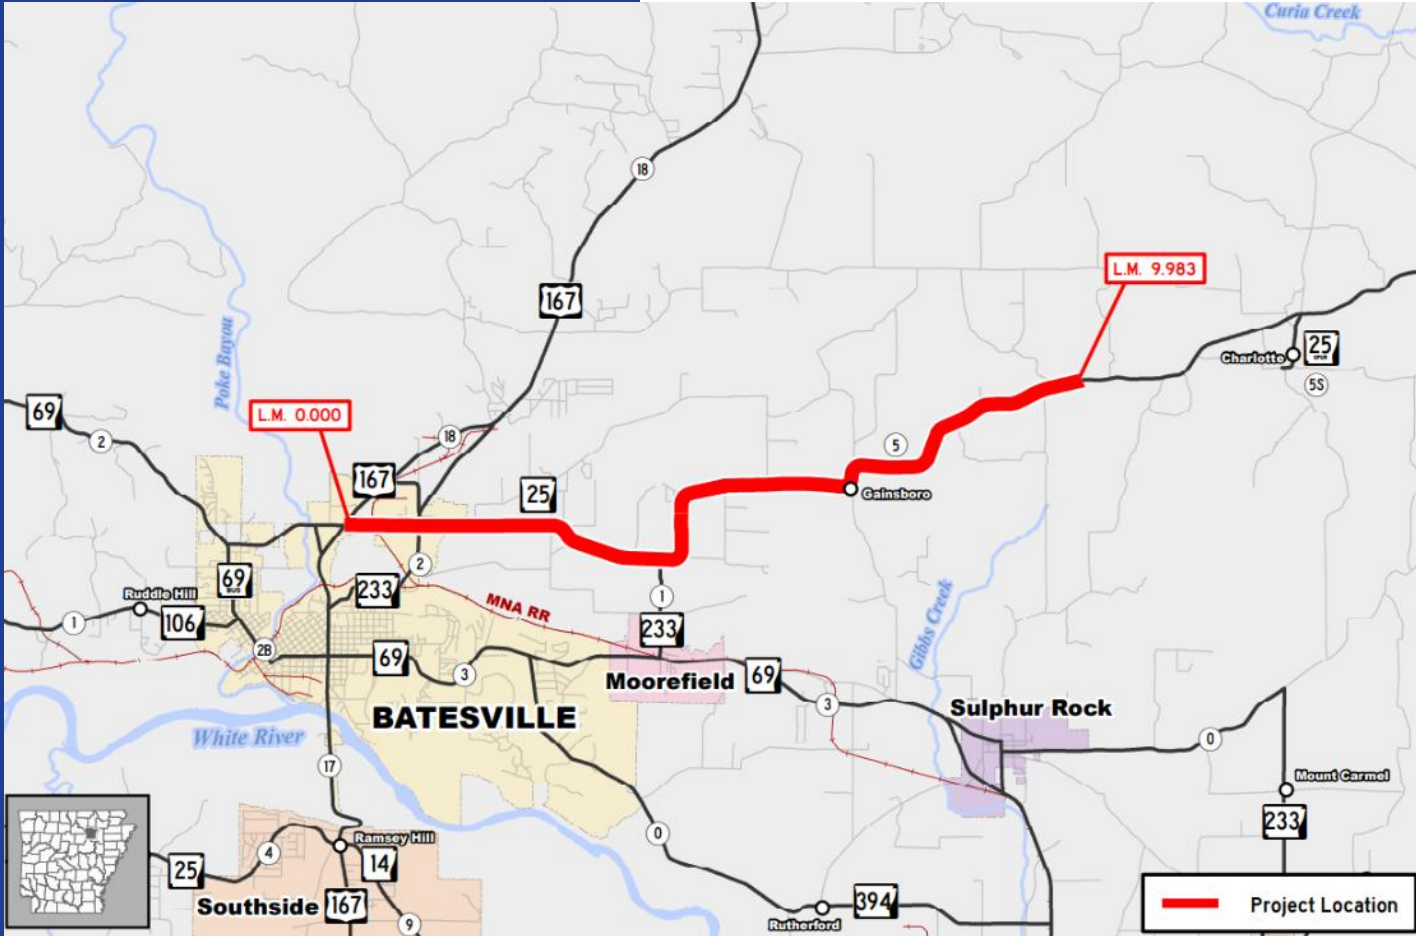 Curia Creek
18
167
L.M. 9.983
Poke Bayou
Charlotte
25
SPUR
5S
69
2
L.M. 0.000
18
167
25
5
Gainsboro
2
69
BUS
233
MNA RR
1
Ruddle Hill
106
1
233
Gibbs Creek
2B
69
3
Moorefield
69
3
Sulphur Rock
0
BATESVILLE
White River
17
Mount Carmel
233
0
Ramsey Hill
4
14
25
Southside
167
9
394
Rutherford
Project Location